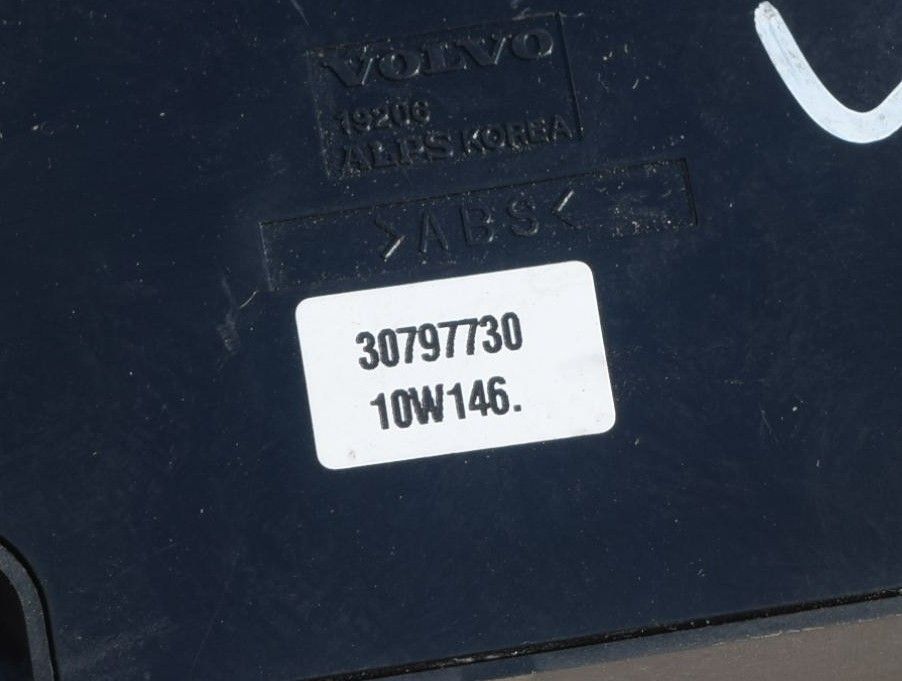 VOLVO
19206
ALPS KOREA
>ABS<
30797730
10W146.